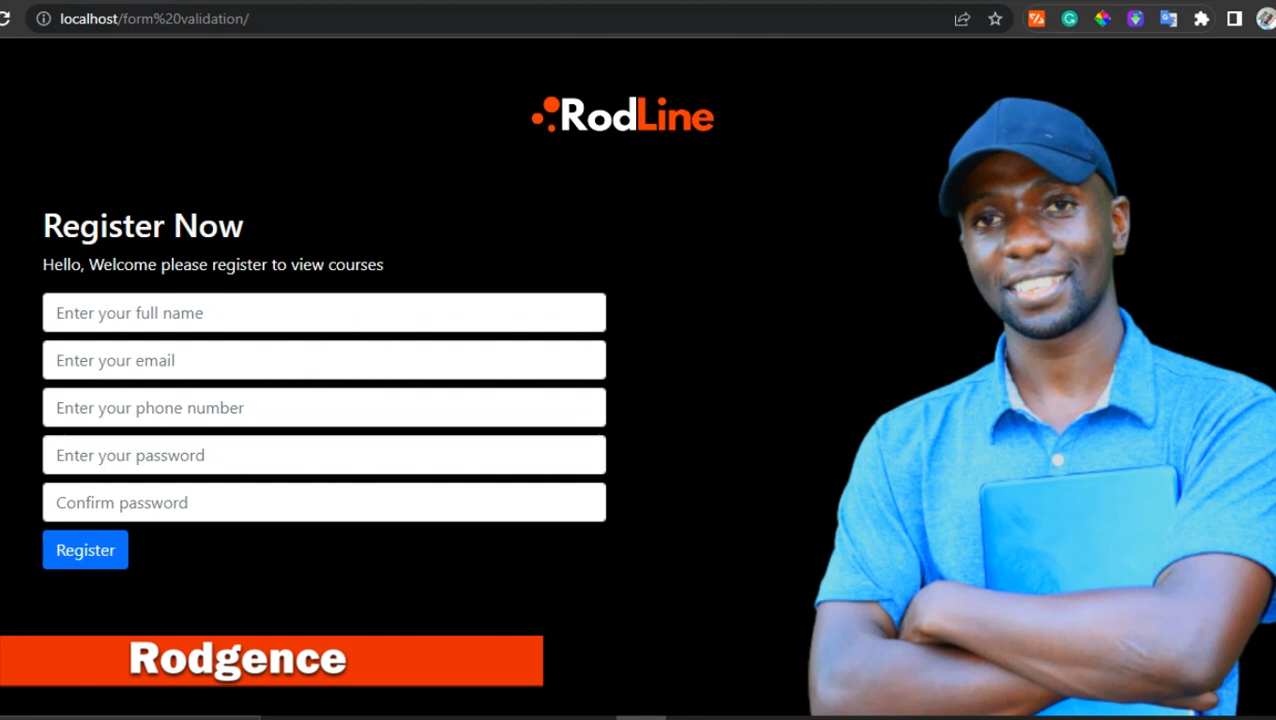 localhost/form%20validation/
RodLine
Register Now
Hello, Welcome please register to view courses
Enter your full name
Enter your email
Enter your phone number
Enter your password
Confirm password
Register
Rodgence